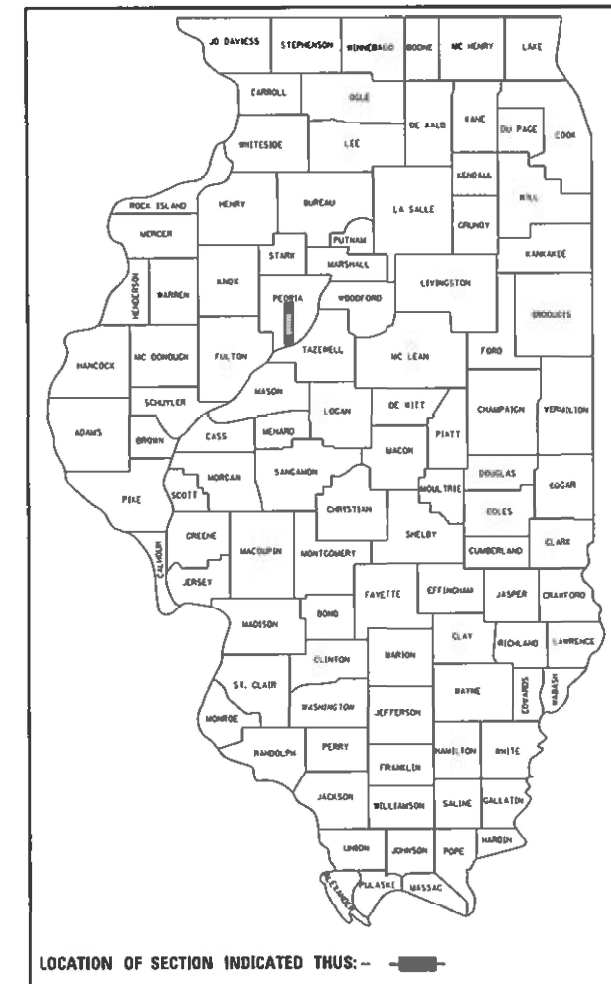 JO DAVIESS STEPHENSON WINNEBAGO BOONE MC HENRY LAKE
CARROLL OGLE DE KALB KANE DU PAGE COOK
WHITESIDE LEE
KENDALL
ROCK ISLAND HENRY BUREAU LA SALLE GRUNDY WILL
MERCER PUTNAM
STARK MARSHALL KANKAKEE
HENDERSON WARREN KNOX PEORIA WOODFORD LIVINGSTON IROQUOIS
HANCOCK MC DONOUGH FULTON TAZEWELL MC LEAN FORD
SCHUYLER MASON
ADAMS BROWN CASS MENARD LOGAN DE WITT PIATT CHAMPAIGN VERMILION
MACON
PIKE SCOTT MORGAN SANGAMON MOULTRIE DOUGLAS EDGAR
CHRISTIAN COLES
CALHOUN GREENE MACOUPIN MONTGOMERY SHELBY CUMBERLAND CLARK
JERSEY FAYETTE EFFINGHAM JASPER CRAWFORD
MADISON BOND
CLINTON MARION CLAY RICHLAND LAWRENCE
ST. CLAIR WAYNE EDWARDS WABASH
MONROE WASHINGTON JEFFERSON
RANDOLPH PERRY HAMILTON WHITE
FRANKLIN
JACKSON WILLIAMSON SALINE GALLATIN
UNION JOHNSON POPE HARDIN
ALEXANDER PULASKI MASSAC
LOCATION OF SECTION INDICATED THUS: -